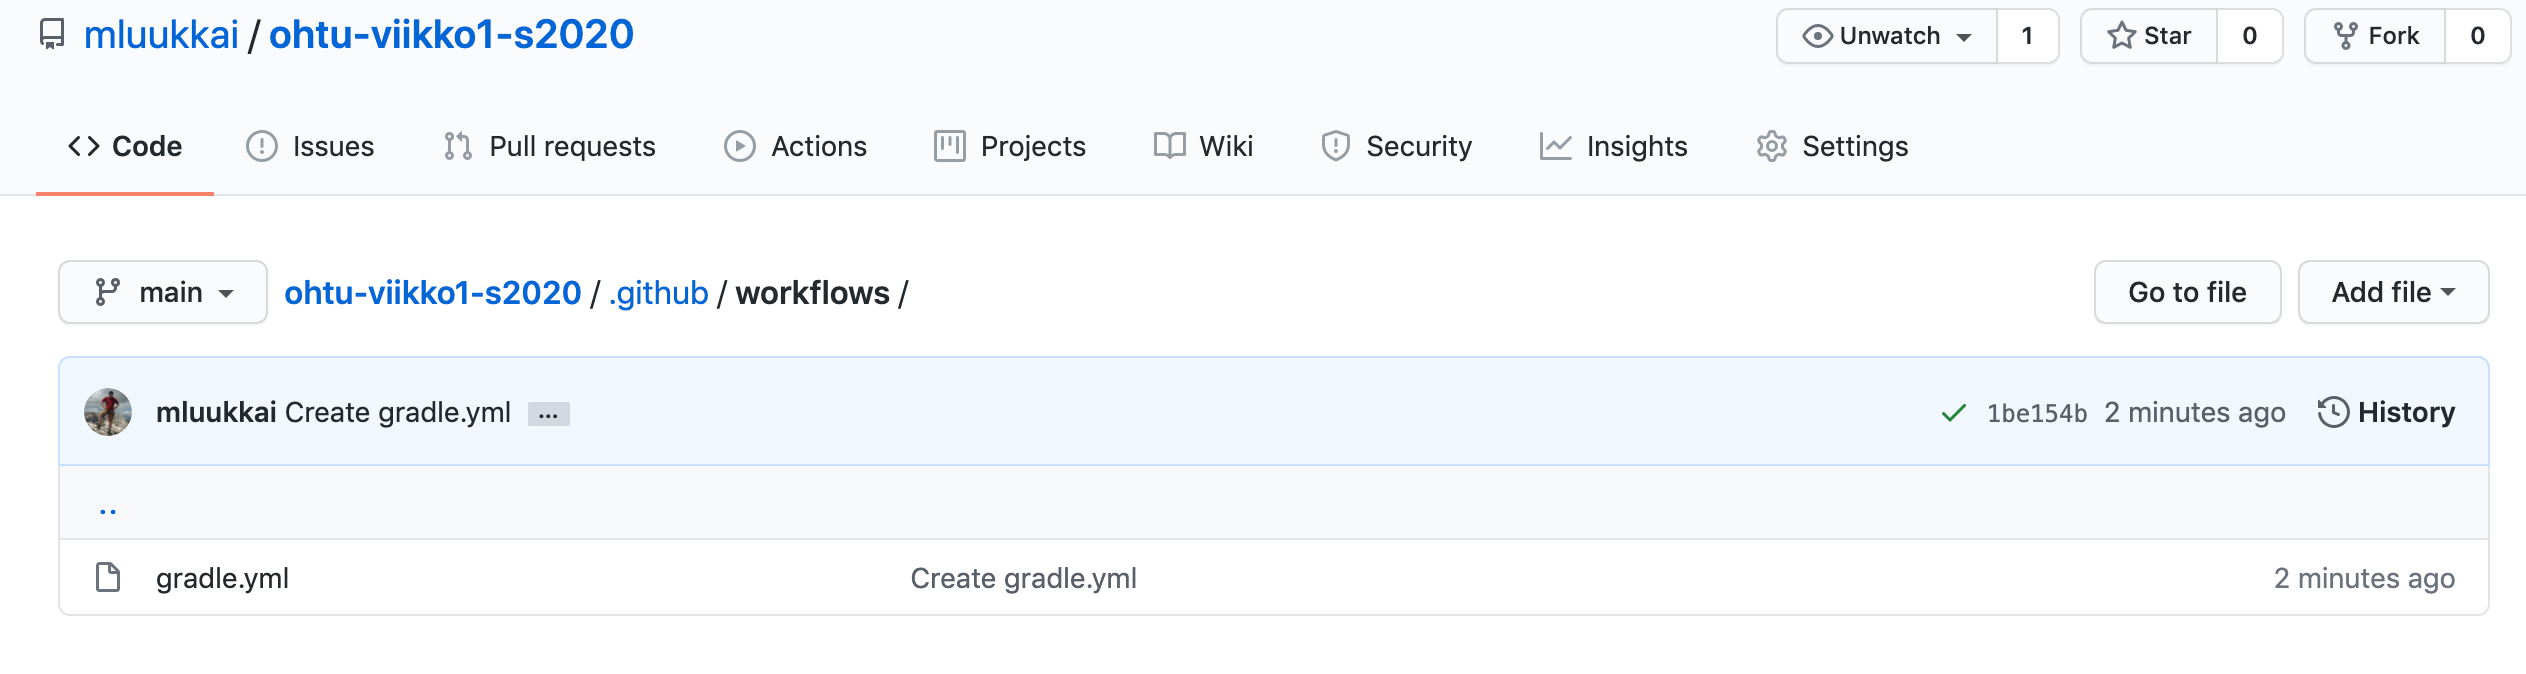 mluukkai / ohtu-viikko1-s2020 Unwatch 1 Star 0 Fork 0
Code Issues Pull requests Actions Projects Wiki Security Insights Settings
main ohtu-viikko1-s2020 / .github / workflows / Go to file Add file
mluukkai Create gradle.yml ... 1be154b 2 minutes ago History
..
gradle.yml Create gradle.yml 2 minutes ago